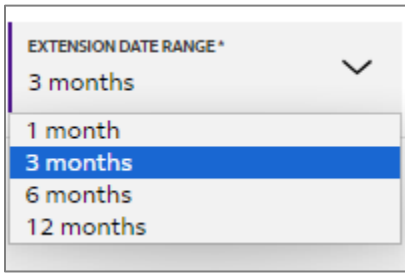 EXTENSION DATE RANGE*
3 months
1 month
3 months
6 months
12 months